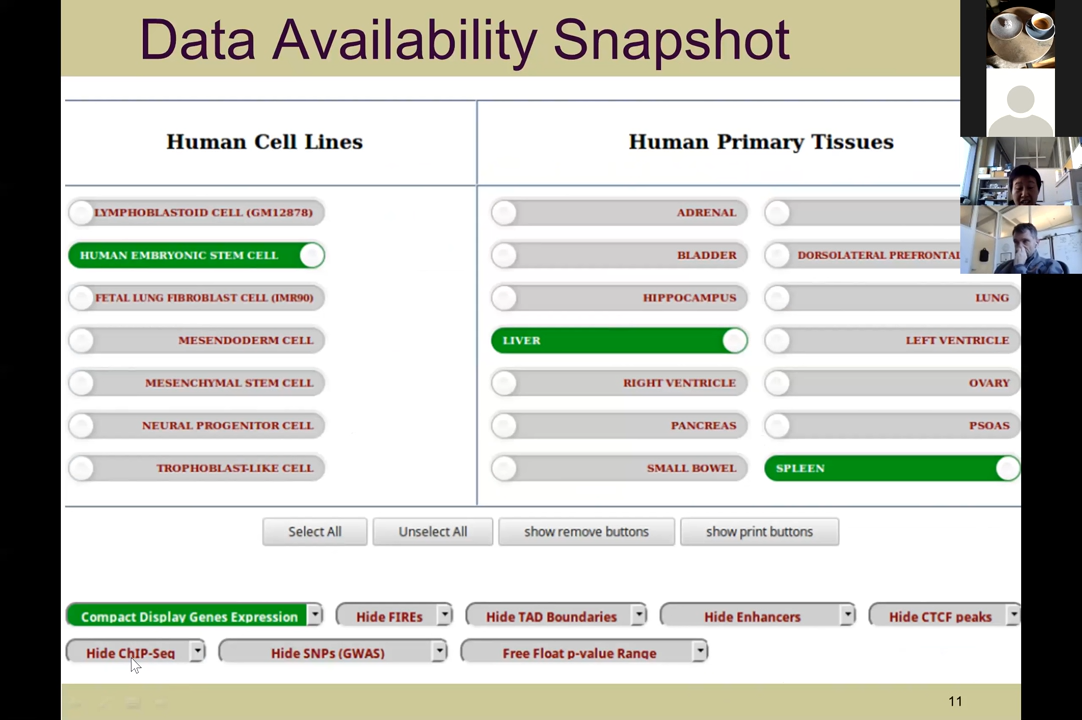 Data Availability Snapshot
Human Cell Lines
Human Primary Tissues
LYMPHOBLASTOID CELL (GM12878)
HUMAN EMBRYONIC STEM CELL
FETAL LUNG FIBROBLAST CELL (IMR90)
MESENDODERM CELL
MESENCHYMAL STEM CELL
NEURAL PROGENITOR CELL
TROPHOBLAST-LIKE CELL
ADRENAL
BLADDER
DORSOLATERAL PREFRONTAL
HIPPOCAMPUS
LUNG
LIVER
LEFT VENTRICLE
RIGHT VENTRICLE
OVARY
PANCREAS
PSOAS
SMALL BOWEL
SPLEEN
Select All
Unselect All
show remove buttons
show print buttons
Compact Display Genes Expression
Hide FIREs
Hide TAD Boundaries
Hide Enhancers
Hide CTCF peaks
Hide ChIP-Seq
Hide SNPs (GWAS)
Free Float p-value Range
11